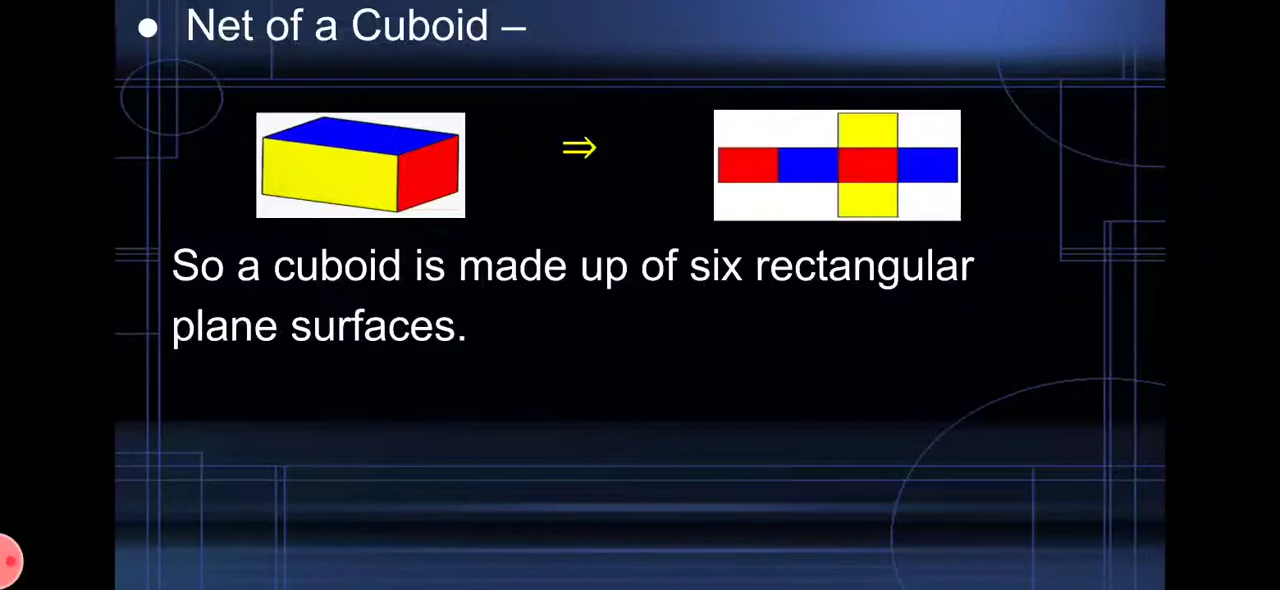 ● Net of a Cuboid –
⇒
So a cuboid is made up of six rectangular
plane surfaces.